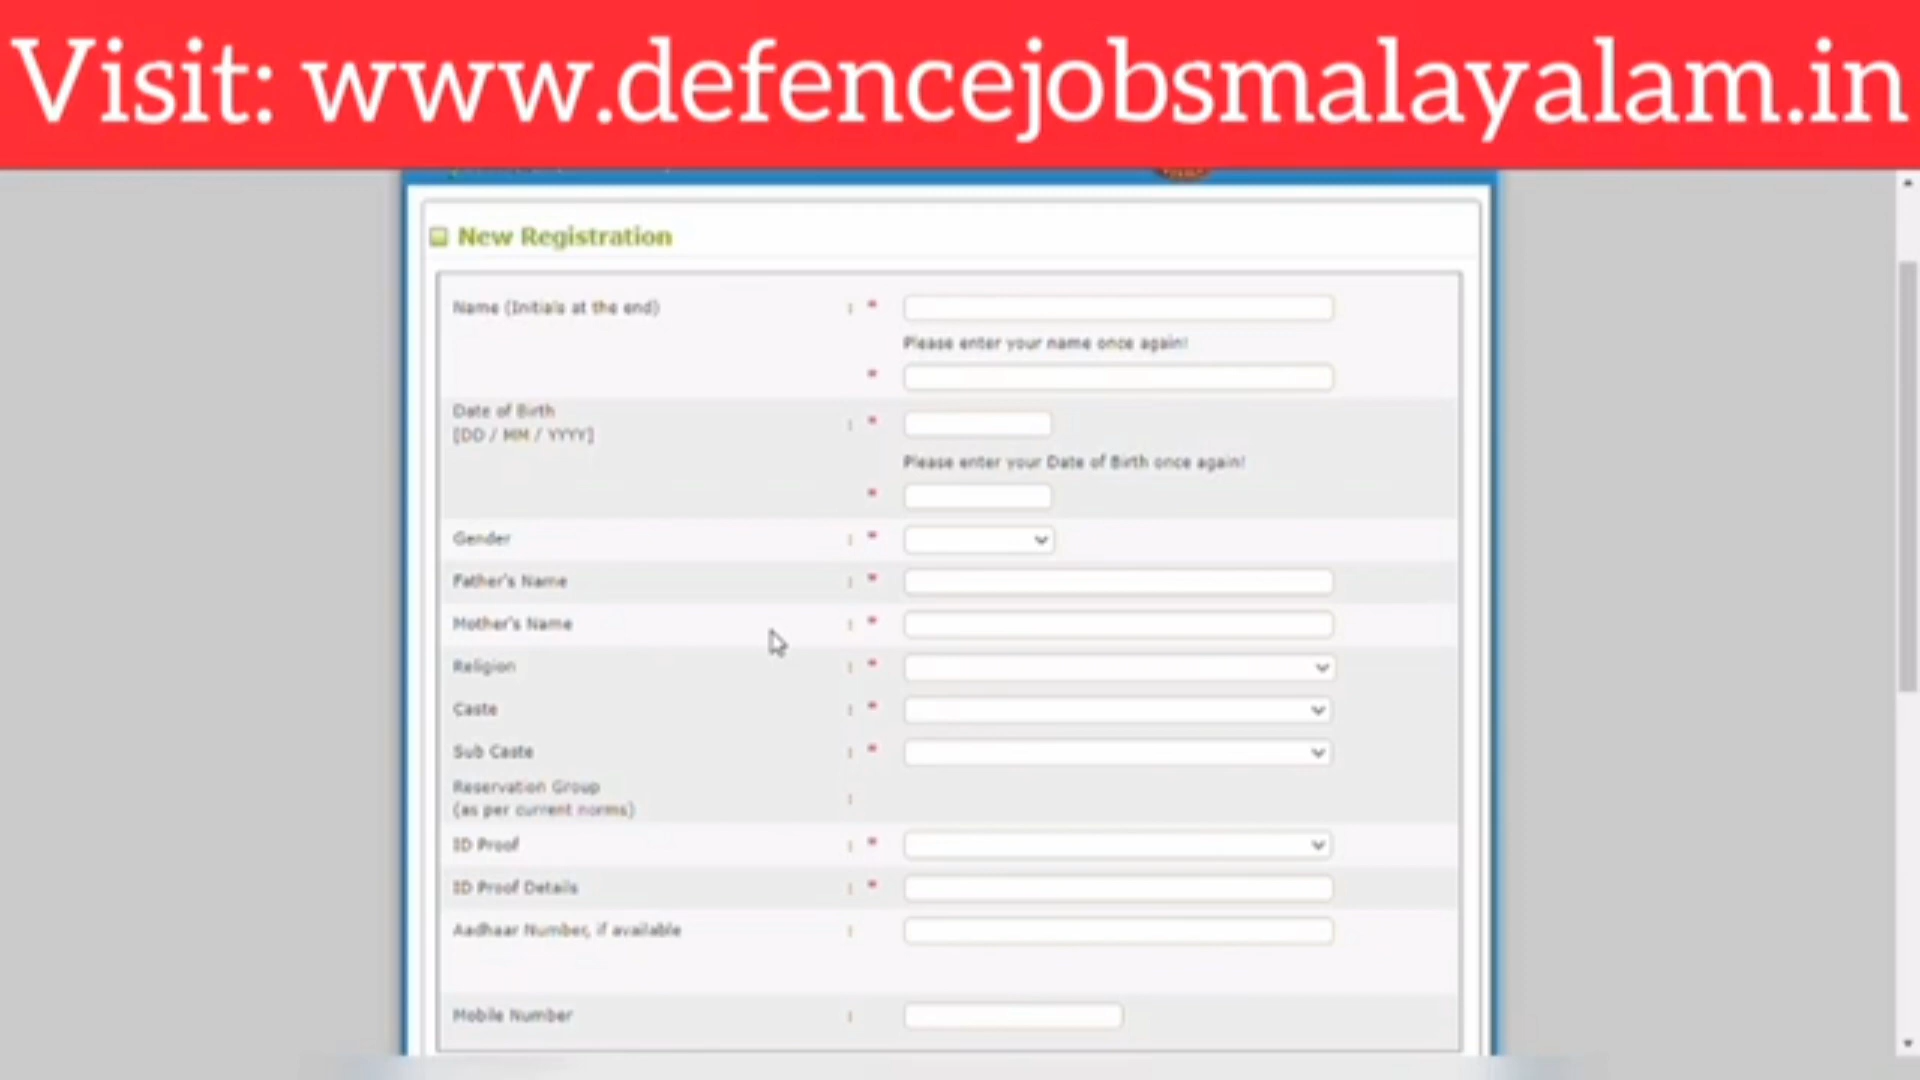 Visit: www.defencejobsmalayalam.in
New Registration
Name (Initials at the end) : *
Please enter your name once again!
*
Date of Birth
[DD / MM / YYYY] : *
Please enter your Date of Birth once again!
*
Gender : *
Father's Name : *
Mother's Name : *
Religion : *
Caste : *
Sub Caste : *
Reservation Group
(as per current norms) :
ID Proof : *
ID Proof Details : *
Aadhaar Number, if available :
Mobile Number :